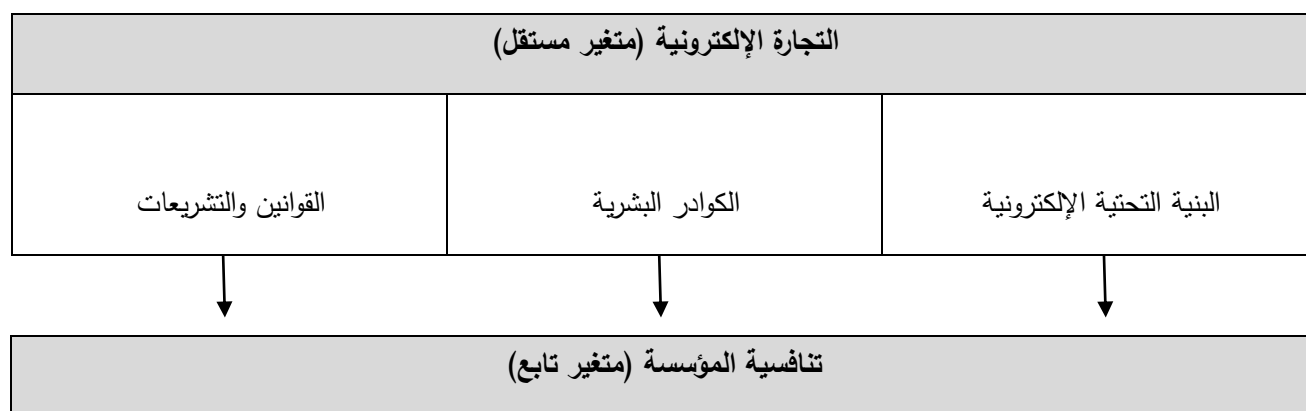 التجارة الإلكترونية (متغير مستقل)
البنية التحتية الإلكترونية
الكوادر البشرية
القوانين والتشريعات
تنافسية المؤسسة (متغير تابع)